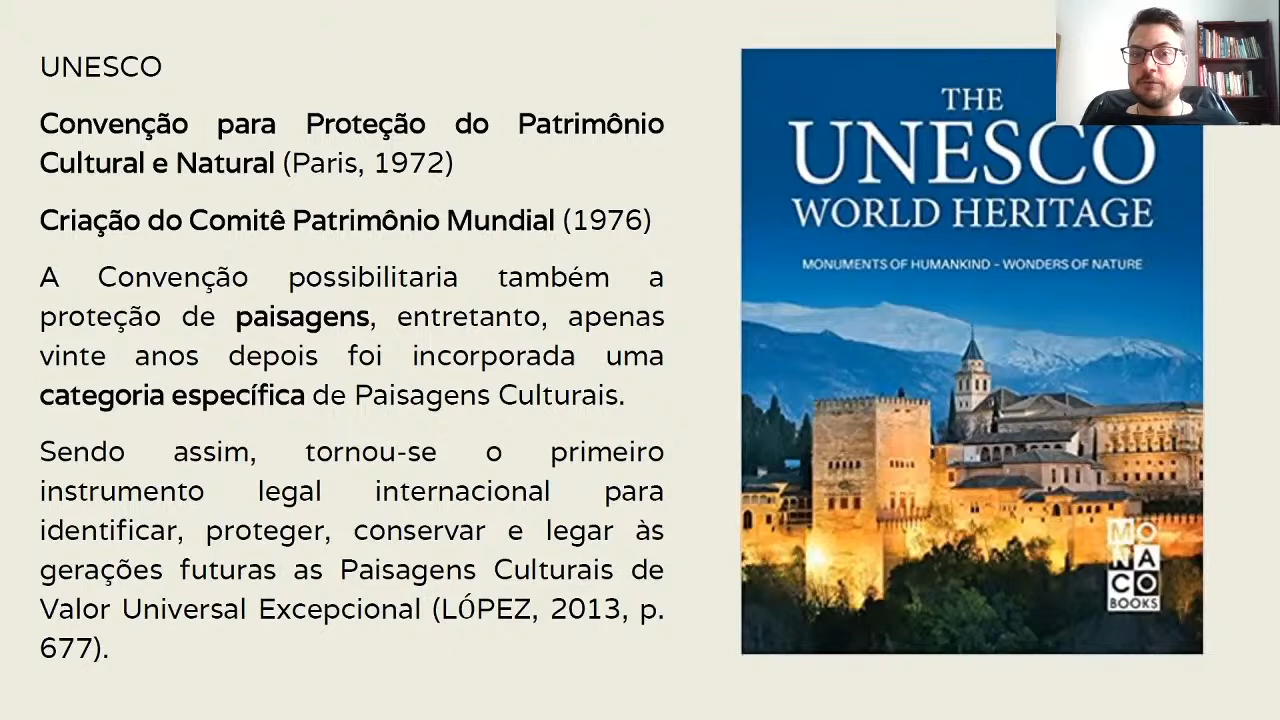 UNESCO
Convenção para Proteção do Patrimônio
Cultural e Natural (Paris, 1972)
Criação do Comitê Patrimônio Mundial (1976)
A Convenção possibilitaria também a
proteção de paisagens, entretanto, apenas
vinte anos depois foi incorporada uma
categoria específica de Paisagens Culturais.
Sendo assim, tornou-se o primeiro
instrumento legal internacional para
identificar, proteger, conservar e legar às
gerações futuras as Paisagens Culturais de
Valor Universal Excepcional (LÓPEZ, 2013, p.
677).
THE
UNESCO
WORLD HERITAGE
MONUMENTS OF HUMANKIND – WONDERS OF NATURE
MO
NA
CO
BOOKS